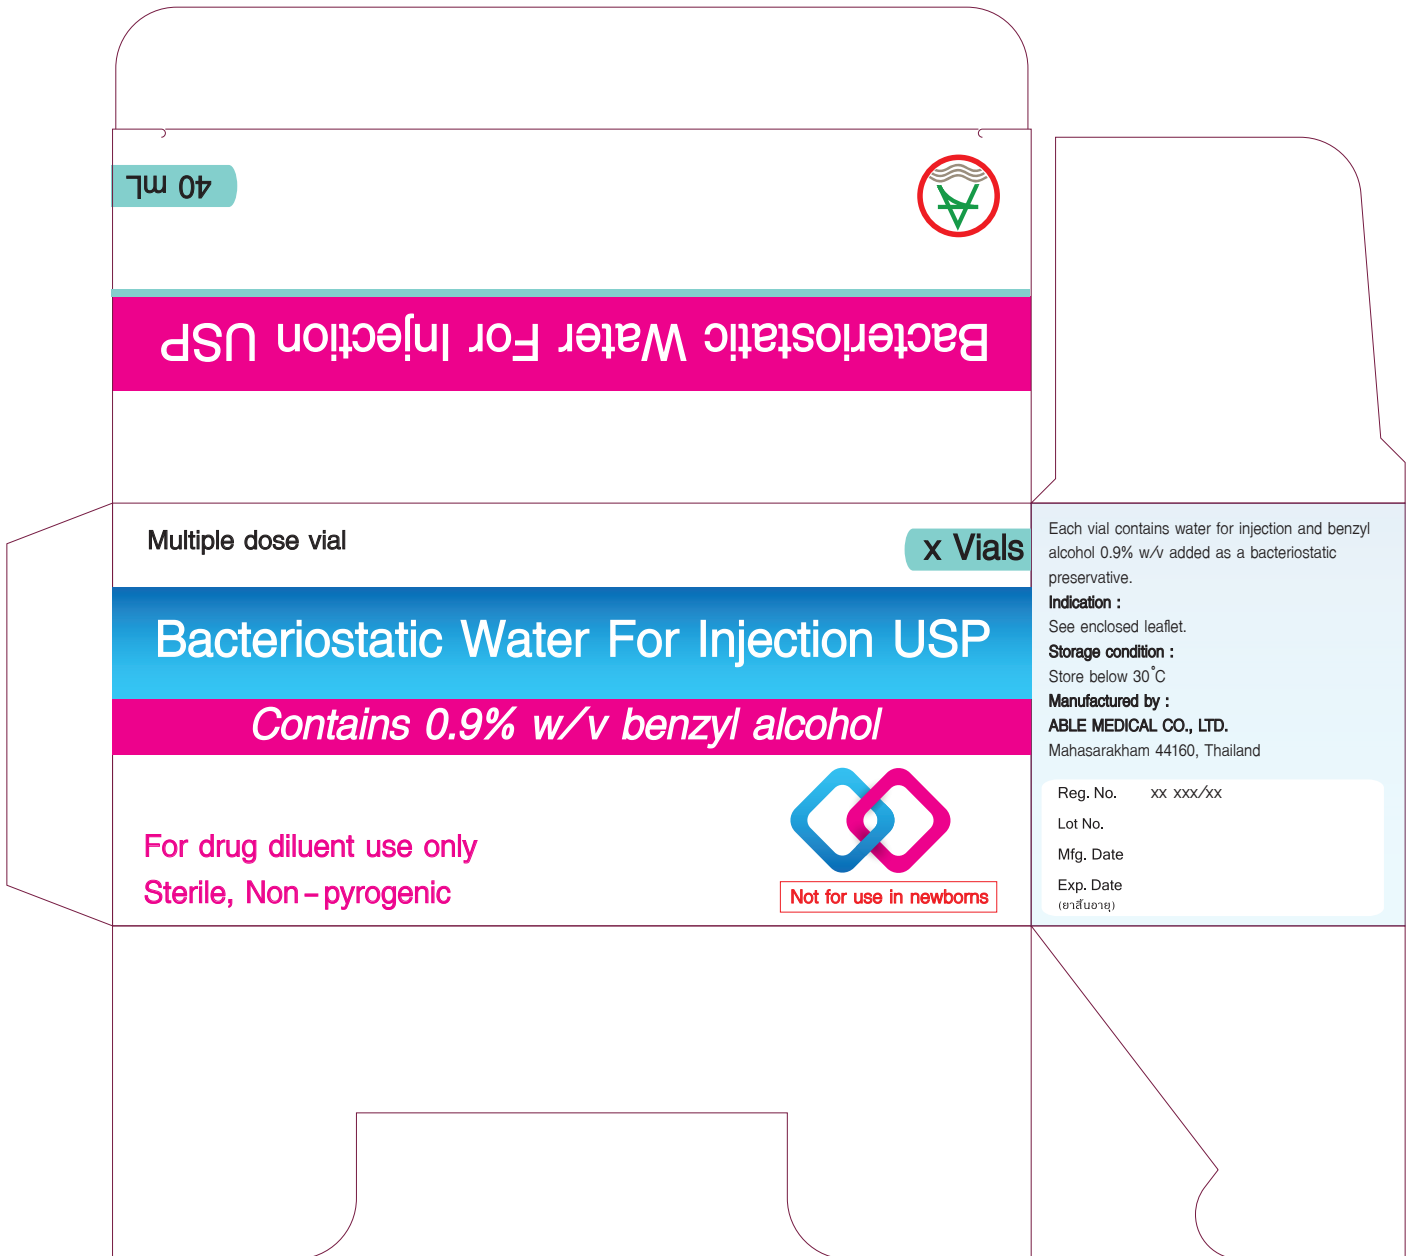 40 mL
Bacteriostatic Water For Injection USP
Multiple dose vial
x Vials
Bacteriostatic Water For Injection USP
Contains 0.9% w/v benzyl alcohol
For drug diluent use only
Sterile, Non-pyrogenic
Not for use in newborns
Each vial contains water for injection and benzyl
alcohol 0.9% w/v added as a bacteriostatic
preservative.
Indication :
See enclosed leaflet.
Storage condition :
Store below 30°C
Manufactured by :
ABLE MEDICAL CO., LTD.
Mahasarakham 44160, Thailand
Reg. No. xx xxx/xx
Lot No.
Mfg. Date
Exp. Date
(ยาสิ้นอายุ)